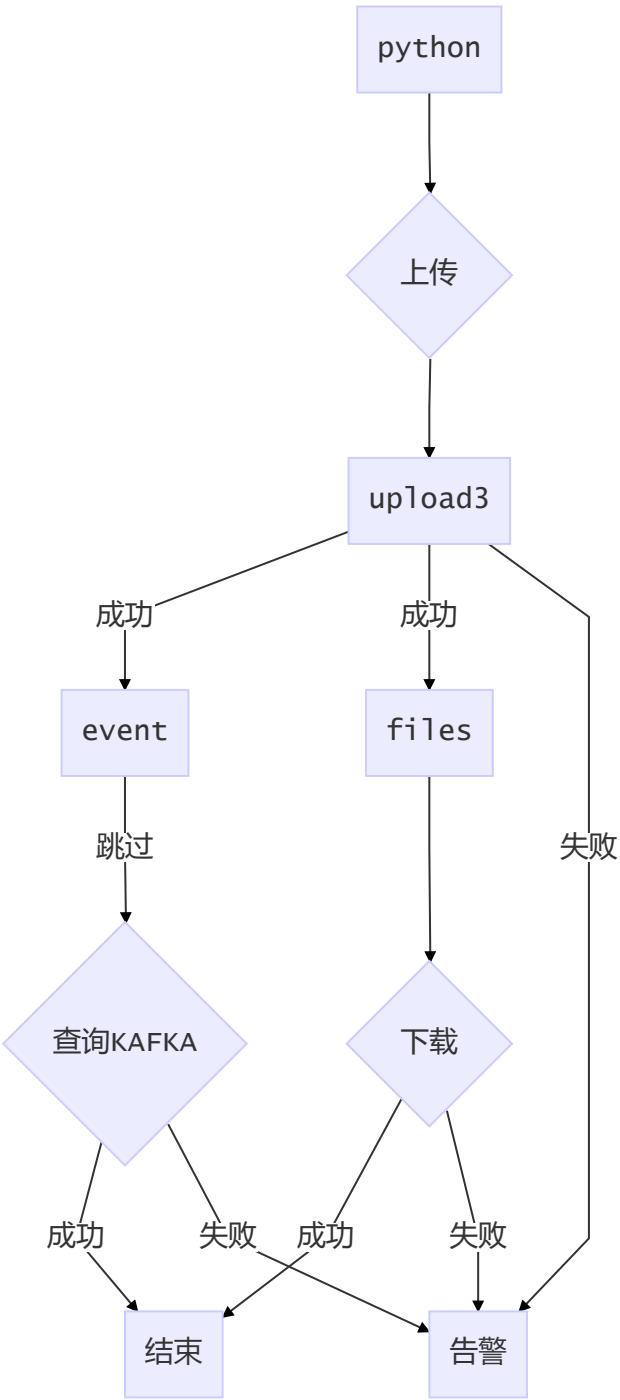 python
上传
upload3
成功
成功
event
files
跳过
失败
查询KAFKA
下载
成功
失败
成功
失败
结束
告警